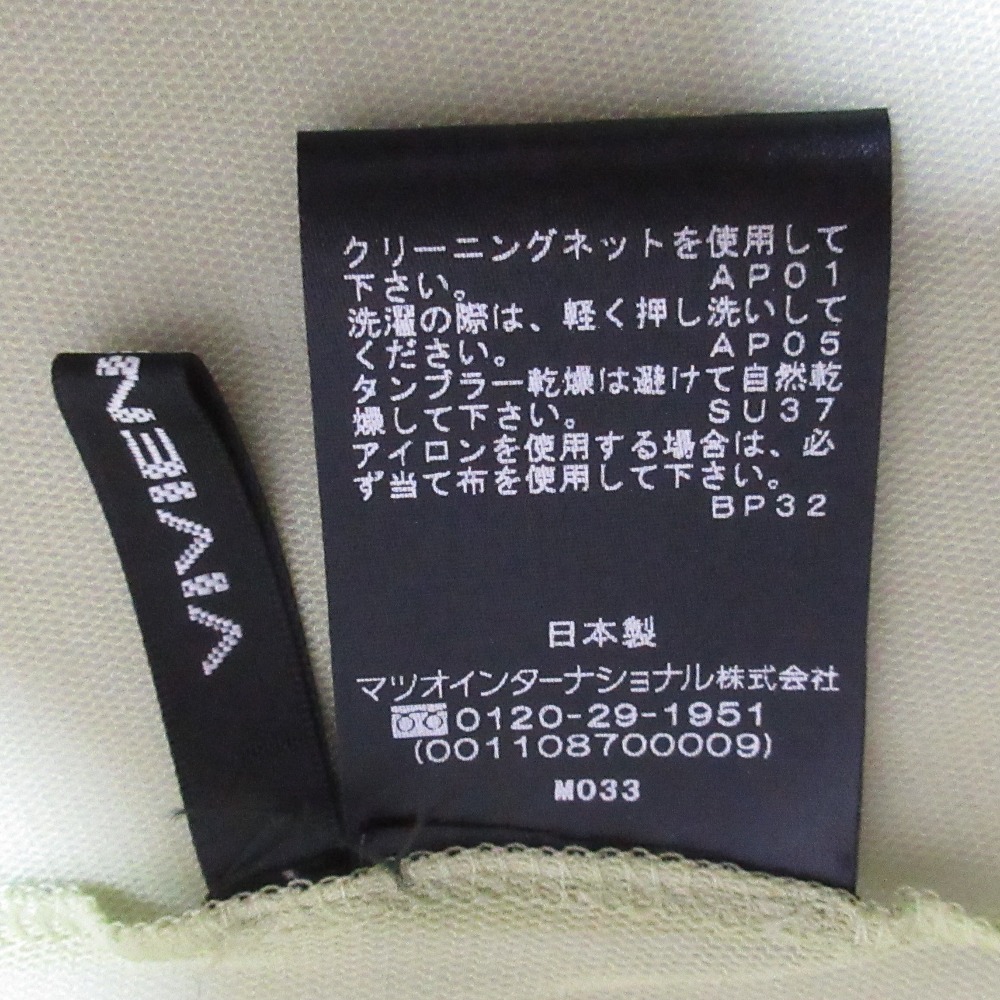 クリーニングネットを使用して
下さい。 AP01
洗濯の際は、軽く押し洗いして
ください。 AP05
タンブラー乾燥は避けて自然乾
燥して下さい。 SU37
アイロンを使用する場合は、必
ず当て布を使用して下さい。
BP32
日本製
マツオインターナショナル株式会社
0120-29-1951
(001108700009)
M033
VIVIEN